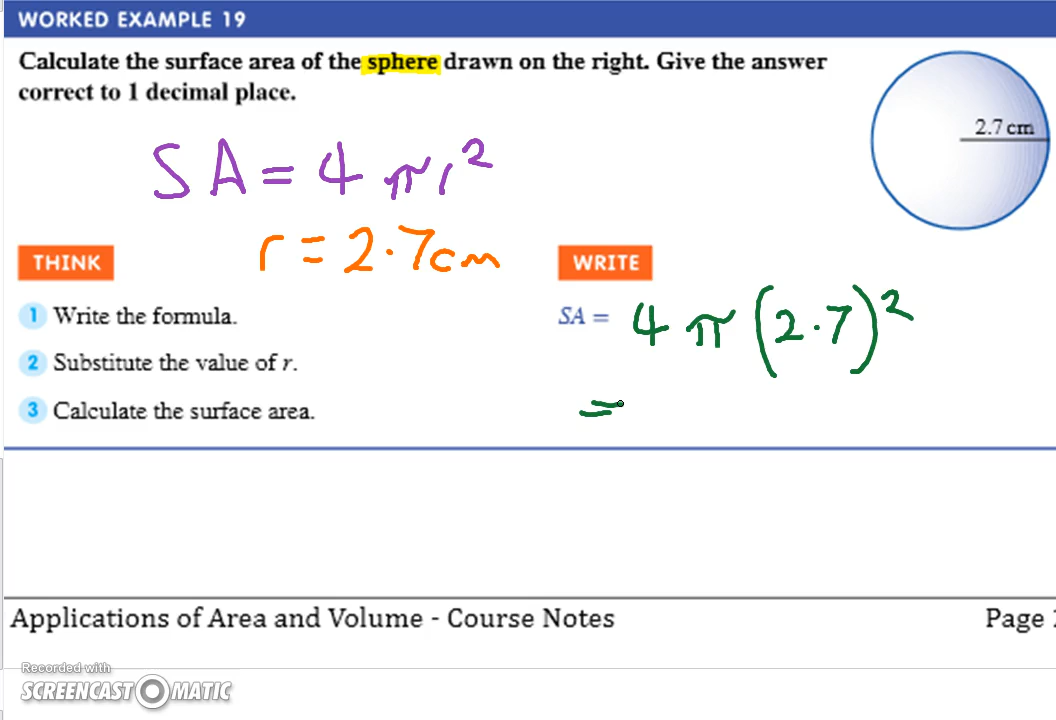 WORKED EXAMPLE 19
Calculate the surface area of the sphere drawn on the right. Give the answer
correct to 1 decimal place.
2.7 cm
SA = 4πr²
r = 2.7cm
THINK
1 Write the formula.
2 Substitute the value of r.
3 Calculate the surface area.
WRITE
SA = 4π(2.7)²
=
Applications of Area and Volume - Course Notes
Page
Recorded with
SCREENCAST O MATIC